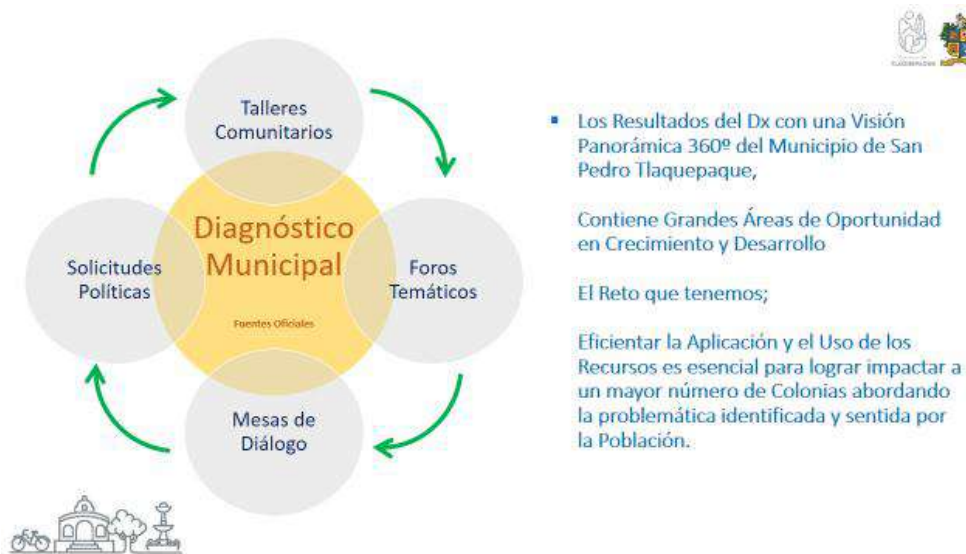 Talleres
Comunitarios
Diagnóstico
Municipal
Fuentes Oficiales
Solicitudes
Políticas
Foros
Temáticos
Mesas de
Diálogo
TLAQUEPAQUE
▪ Los Resultados del Dx con una Visión
Panorámica 360º del Municipio de San
Pedro Tlaquepaque,
Contiene Grandes Áreas de Oportunidad
en Crecimiento y Desarrollo
El Reto que tenemos;
Eficientar la Aplicación y el Uso de los
Recursos es esencial para lograr impactar a
un mayor número de Colonias abordando
la problemática identificada y sentida por
la Población.